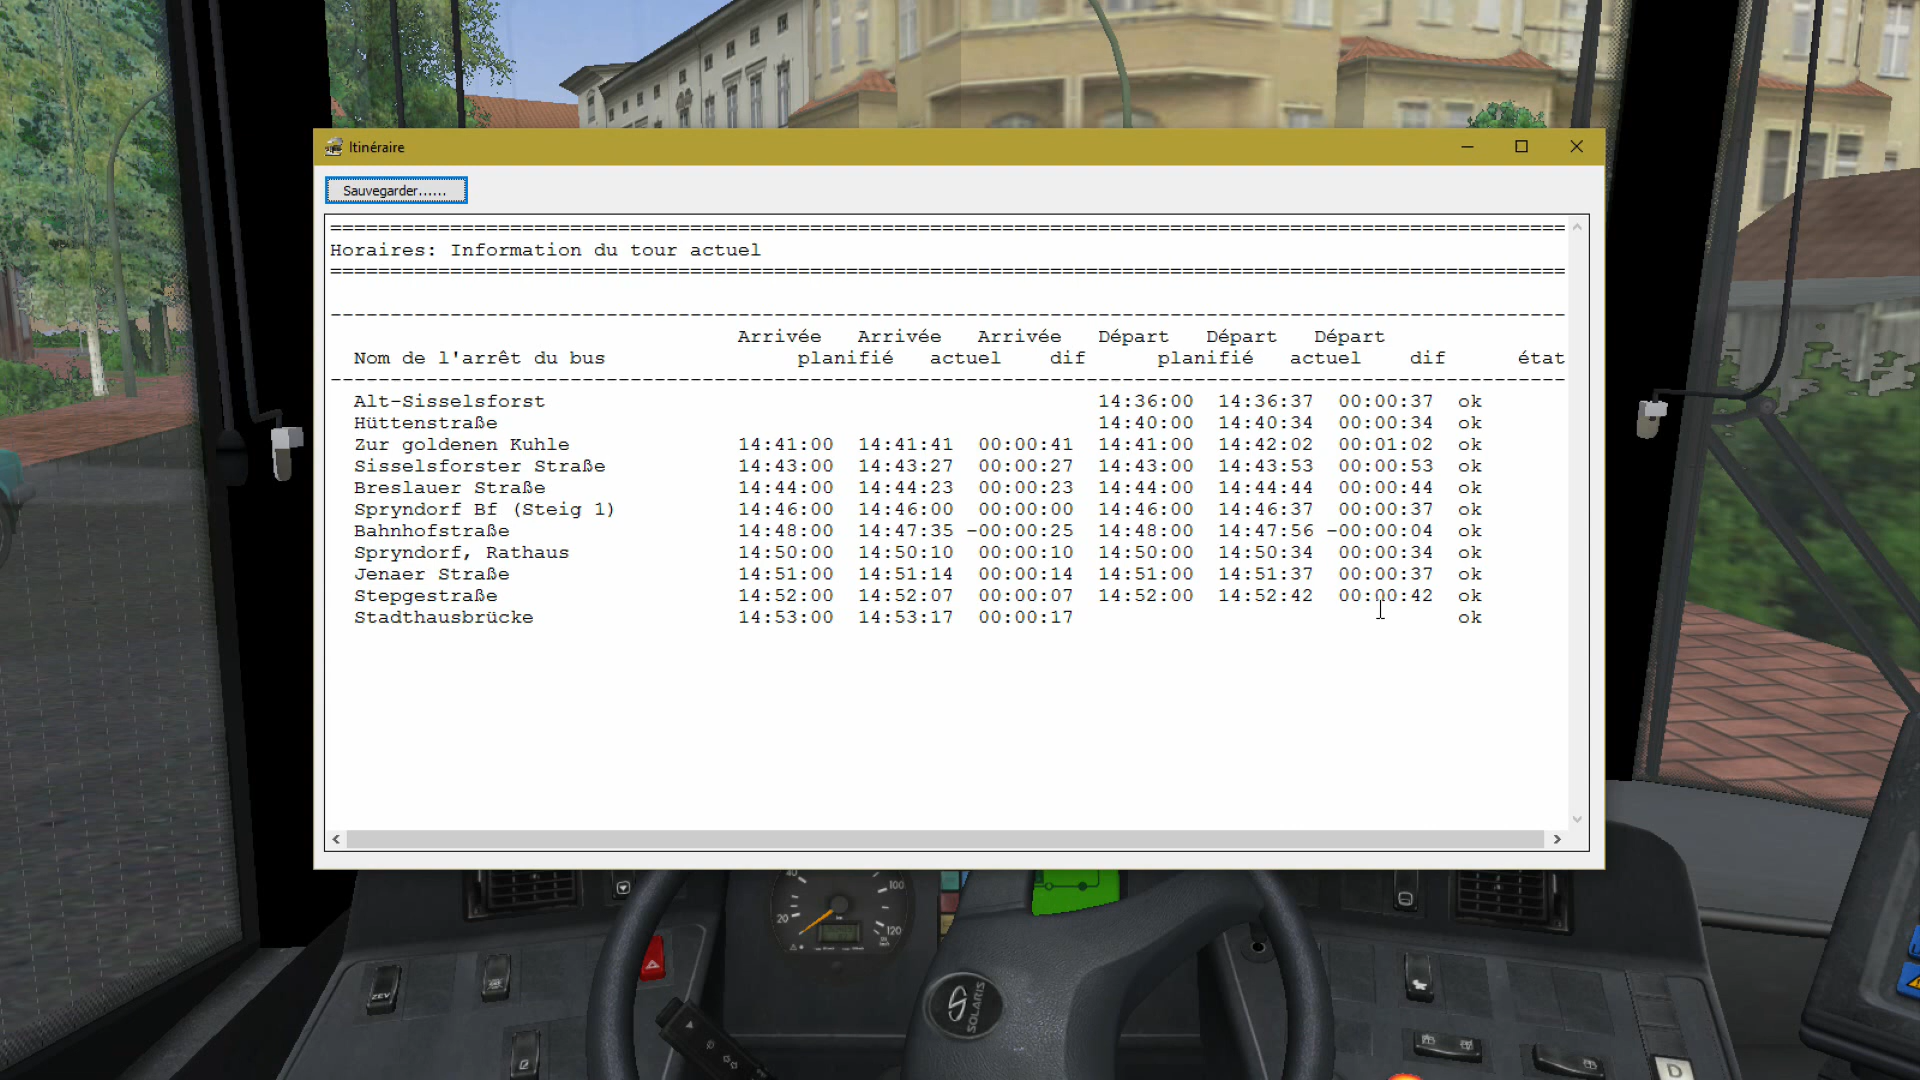 Itinéraire
Sauvegarder......
Horaires: Information du tour actuel
Arrivée Arrivée Arrivée Départ Départ Départ
Nom de l'arrêt du bus planifié actuel dif planifié actuel dif état
Alt-Sisselsforst 14:36:00 14:36:37 00:00:37 ok
Hüttenstraße 14:40:00 14:40:34 00:00:34 ok
Zur goldenen Kuhle 14:41:00 14:41:41 00:00:41 14:41:00 14:42:02 00:01:02 ok
Sisselsforster Straße 14:43:00 14:43:27 00:00:27 14:43:00 14:43:53 00:00:53 ok
Breslauer Straße 14:44:00 14:44:23 00:00:23 14:44:00 14:44:44 00:00:44 ok
Spryndorf Bf (Steig 1) 14:46:00 14:46:00 00:00:00 14:46:00 14:46:37 00:00:37 ok
Bahnhofstraße 14:48:00 14:47:35 -00:00:25 14:48:00 14:47:56 -00:00:04 ok
Spryndorf, Rathaus 14:50:00 14:50:10 00:00:10 14:50:00 14:50:34 00:00:34 ok
Jenaer Straße 14:51:00 14:51:14 00:00:14 14:51:00 14:51:37 00:00:37 ok
Stepgestraße 14:52:00 14:52:07 00:00:07 14:52:00 14:52:42 00:00:42 ok
Stadthausbrücke 14:53:00 14:53:17 00:00:17 ok
40
100
20
120
ZEV
SOLARIS
D